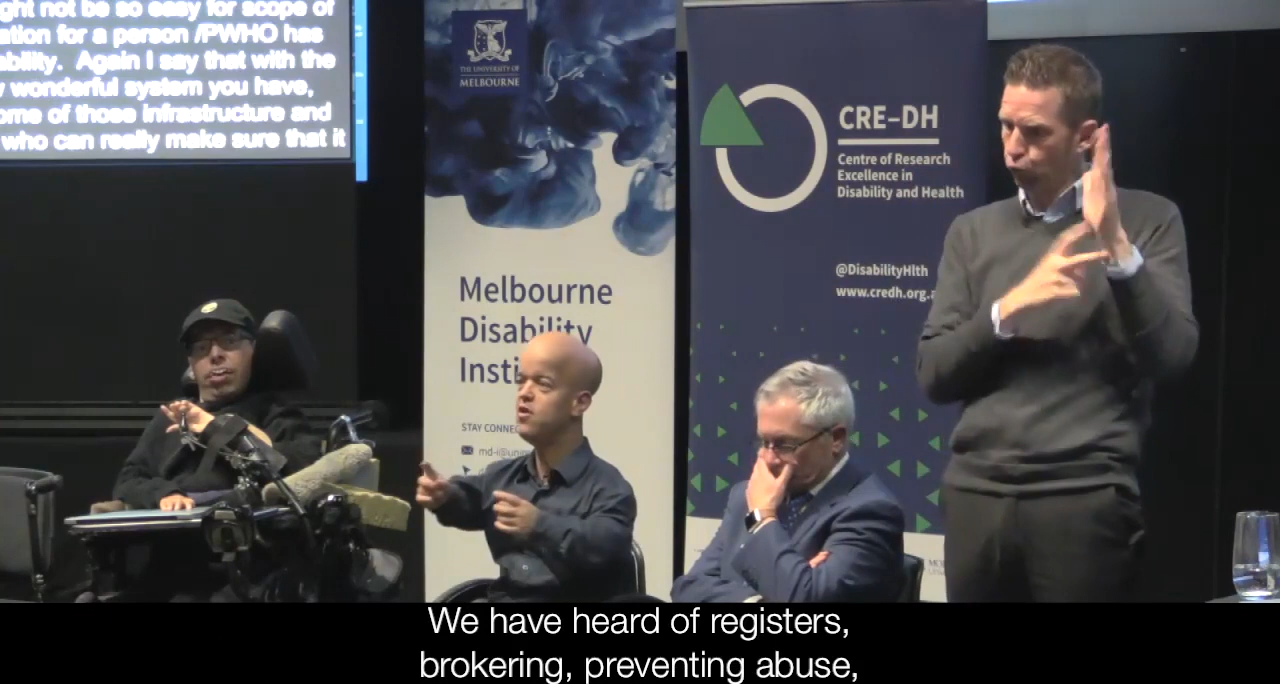 ght not be so easy for scope of
ation for a person /PWHO has
ability. Again I say that with the
wonderful system you have,
ome of those infrastructure and
who can really make sure that it
THE UNIVERSITY OF
MELBOURNE
Melbourne
Disability
Insti
STAY CONNEC
md-i@unim
CRE-DH
Centre of Research
Excellence in
Disability and Health
@DisabilityHlth
www.credh.org.a
We have heard of registers,
brokering, preventing abuse,